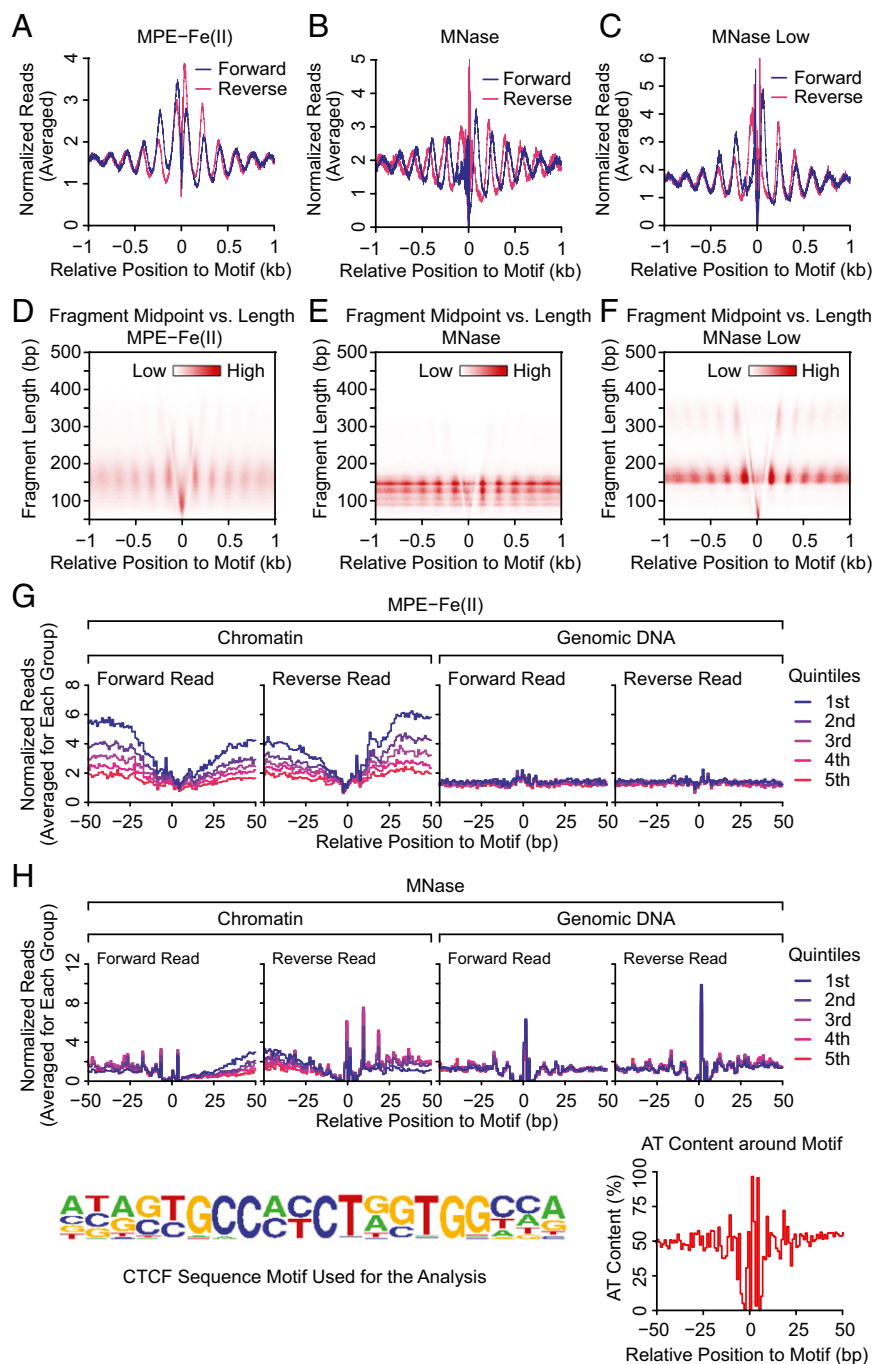 A
MPE−Fe(II)
Normalized Reads
(Averaged)
4
3
2
1
0
Forward
Reverse
−1 −0.5 0 0.5 1
Relative Position to Motif (kb)
B
MNase
Normalized Reads
(Averaged)
5
4
3
2
1
0
Forward
Reverse
−1 −0.5 0 0.5 1
Relative Position to Motif (kb)
C
MNase Low
Normalized Reads
(Averaged)
6
5
4
3
2
1
0
Forward
Reverse
−1 −0.5 0 0.5 1
Relative Position to Motif (kb)
D
Fragment Midpoint vs. Length
MPE−Fe(II)
Fragment Length (bp)
500
400
300
200
100
Low High
−1 −0.5 0 0.5 1
Relative Position to Motif (kb)
E
Fragment Midpoint vs. Length
MNase
Fragment Length (bp)
500
400
300
200
100
Low High
−1 −0.5 0 0.5 1
Relative Position to Motif (kb)
F
Fragment Midpoint vs. Length
MNase Low
Fragment Length (bp)
500
400
300
200
100
Low High
−1 −0.5 0 0.5 1
Relative Position to Motif (kb)
G
MPE−Fe(II)
Chromatin Genomic DNA
Normalized Reads
(Averaged for Each Group)
8
6
4
2
0
Forward Read Reverse Read Forward Read Reverse Read
Quintiles
1st
2nd
3rd
4th
5th
−50 −25 0 25 50 −25 0 25 50 −25 0 25 50 −25 0 25 50
Relative Position to Motif (bp)
H
MNase
Chromatin Genomic DNA
Normalized Reads
(Averaged for Each Group)
12
8
4
0
Forward Read Reverse Read Forward Read Reverse Read
Quintiles
1st
2nd
3rd
4th
5th
−50 −25 0 25 50 −25 0 25 50 −25 0 25 50 −25 0 25 50
Relative Position to Motif (bp)
ATAGTGCCACCTGGTGGCCA
CTCF Sequence Motif Used for the Analysis
AT Content around Motif
AT Content (%)
100
75
50
25
0
−50 −25 0 25 50
Relative Position to Motif (bp)